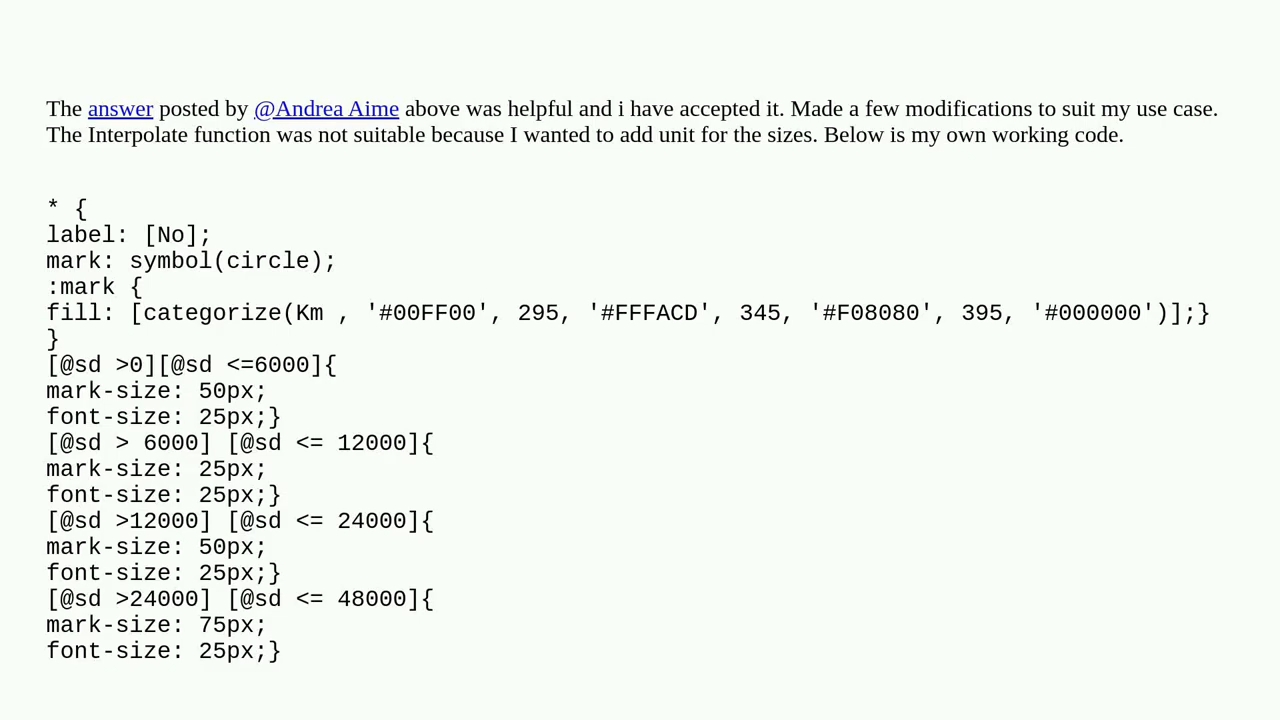 The answer posted by @Andrea Aime above was helpful and i have accepted it. Made a few modifications to suit my use case.
The Interpolate function was not suitable because I wanted to add unit for the sizes. Below is my own working code.
* {
label: [No];
mark: symbol(circle);
:mark {
fill: [categorize(Km , '#00FF00', 295, '#FFFACD', 345, '#F08080', 395, '#000000')];}
}
[@sd >0][@sd <=6000]{
mark-size: 50px;
font-size: 25px;}
[@sd > 6000] [@sd <= 12000]{
mark-size: 25px;
font-size: 25px;}
[@sd >12000] [@sd <= 24000]{
mark-size: 50px;
font-size: 25px;}
[@sd >24000] [@sd <= 48000]{
mark-size: 75px;
font-size: 25px;}